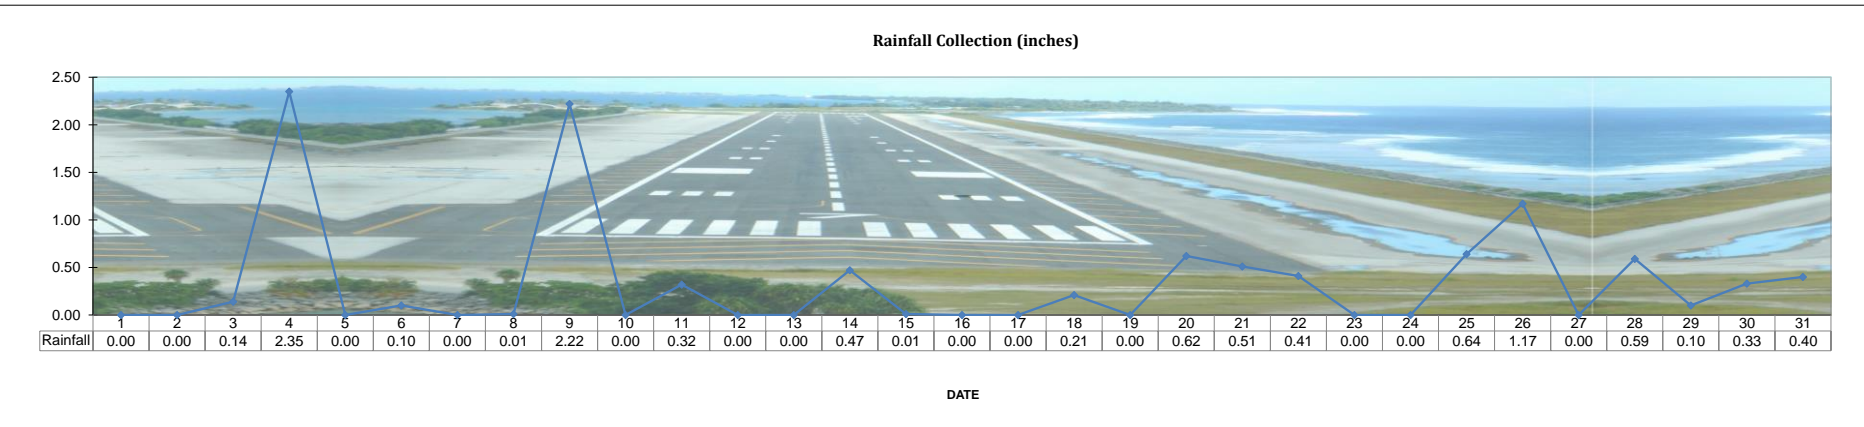 Rainfall Collection (inches)
2.50
2.00
1.50
1.00
0.50
0.00
1 2 3 4 5 6 7 8 9 10 11 12 13 14 15 16 17 18 19 20 21 22 23 24 25 26 27 28 29 30 31
Rainfall 0.00 0.00 0.14 2.35 0.00 0.10 0.00 0.01 2.22 0.00 0.32 0.00 0.00 0.47 0.01 0.00 0.00 0.21 0.00 0.62 0.51 0.41 0.00 0.00 0.64 1.17 0.00 0.59 0.10 0.33 0.40
DATE